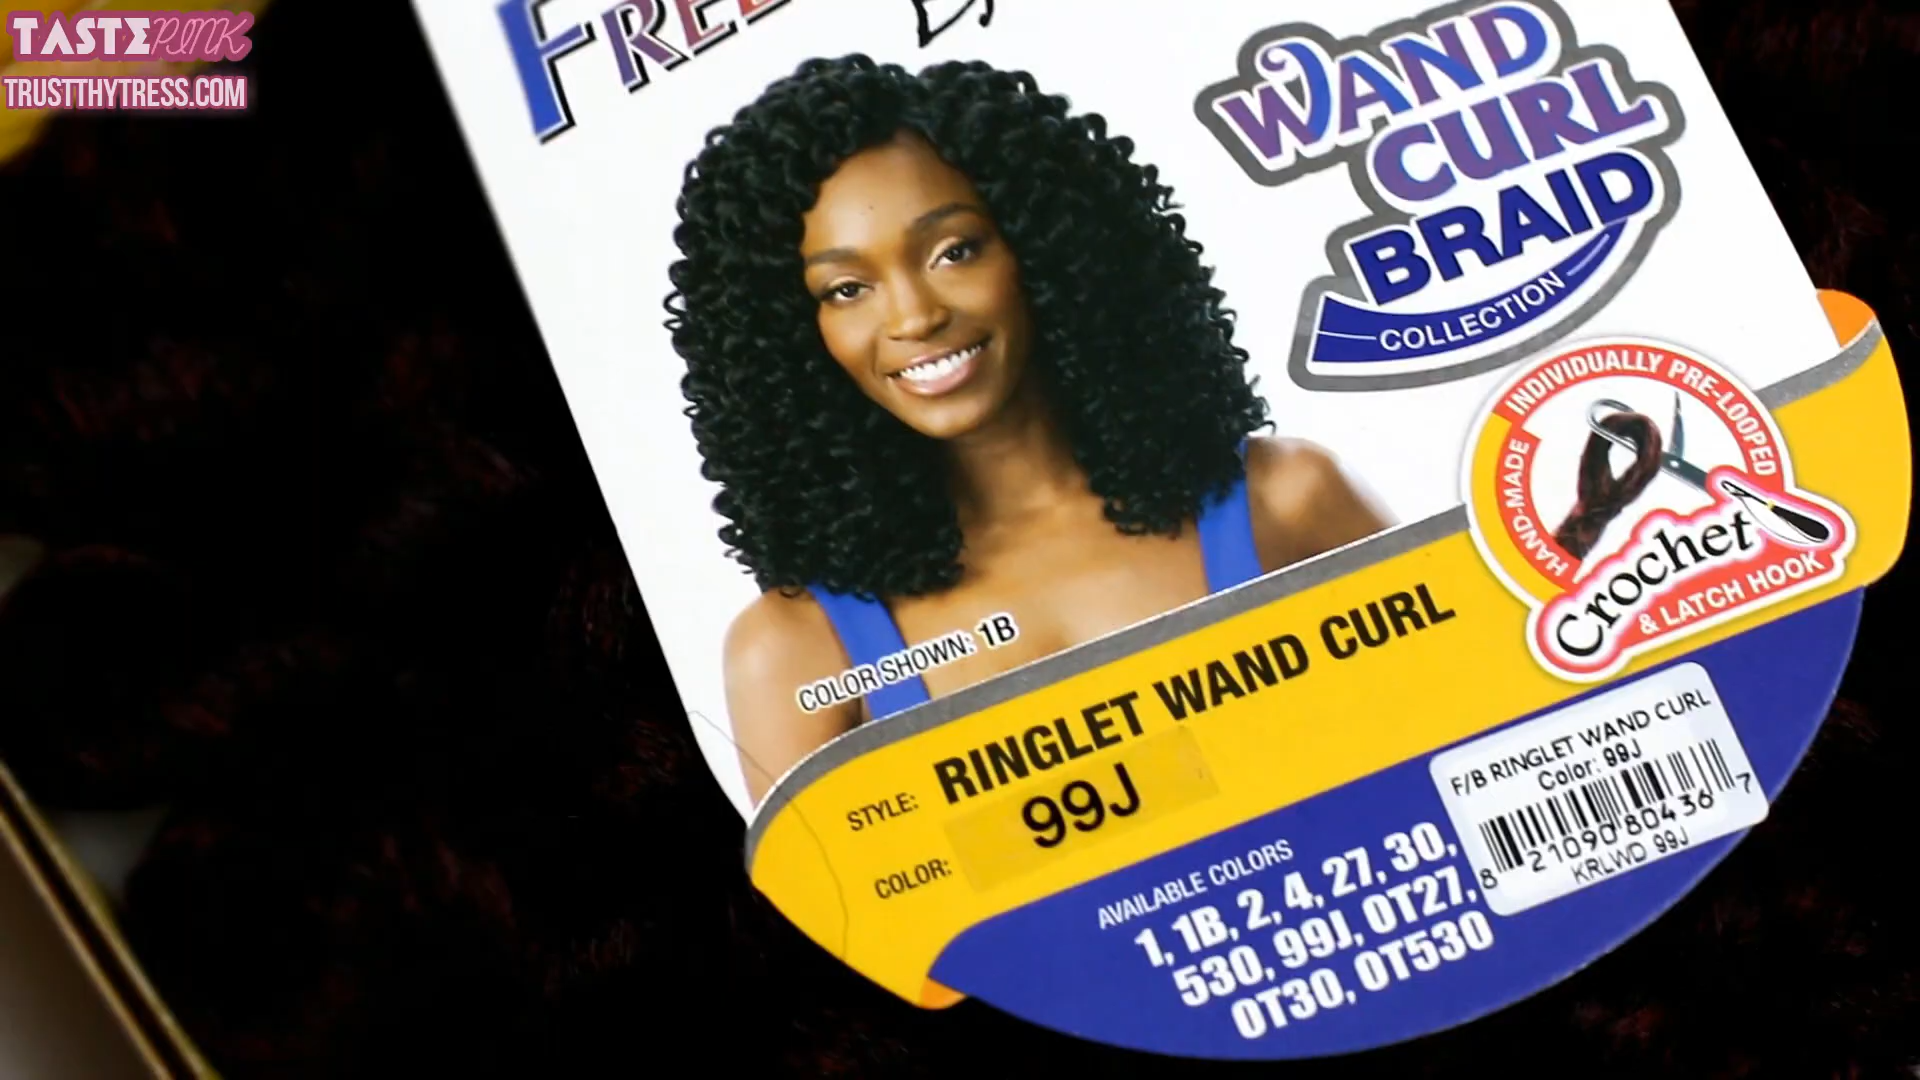 TASTEPINK
TRUSTTHYTRESS.COM
WAND
CURL
BRAID
COLLECTION
HAND-MADE INDIVIDUALLY PRE-LOOPED
Crochet
& LATCH HOOK
COLOR SHOWN: 1B
STYLE: RINGLET WAND CURL
COLOR: 99J
AVAILABLE COLORS
1, 1B, 2, 4, 27, 30,
530, 99J, OT27,
OT30, OT530
F/B RINGLET WAND CURL
Color: 99J
8 21090 80436 7
KRLWD 99J